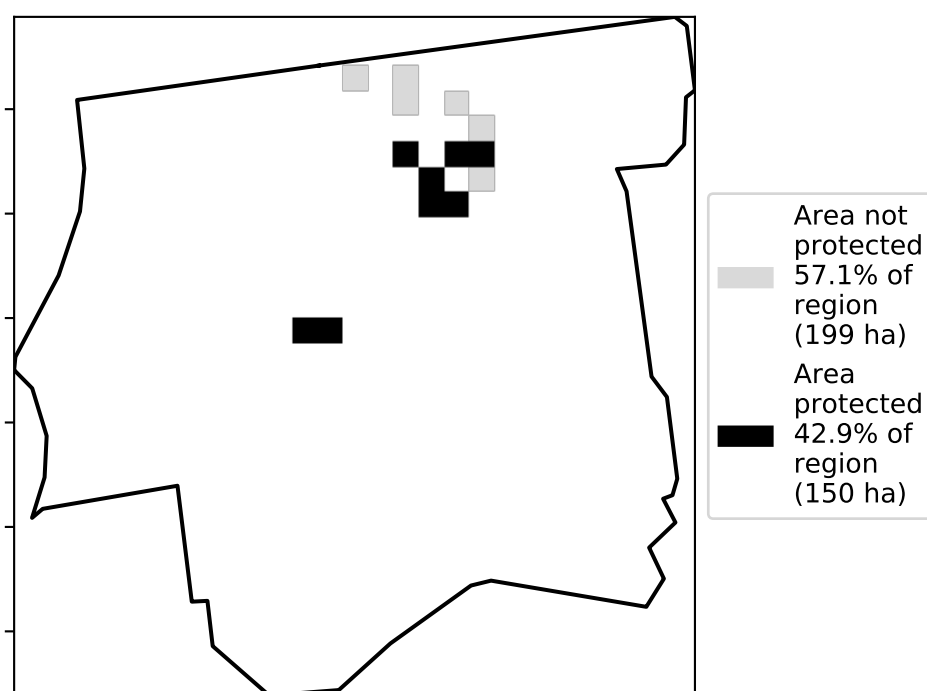 Area not
protected
57.1% of
region
(199 ha)
Area
protected
42.9% of
region
(150 ha)